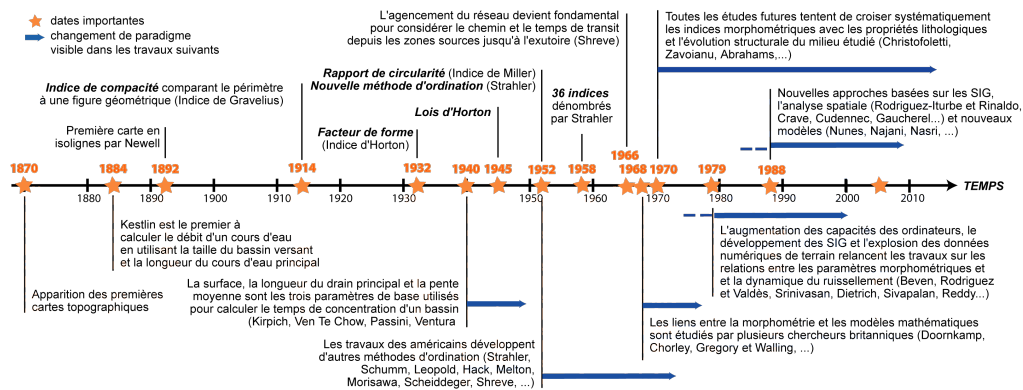 dates importantes
changement de paradigme
visible dans les travaux suivants
L'agencement du réseau devient fondamental
pour considérer le chemin et le temps de transit
depuis les zones sources jusqu'à l'exutoire (Shreve)
Toutes les études futures tentent de croiser systématiquement
les indices morphométriques avec les propriétés lithologiques
et l'évolution structurale du milieu étudié (Christofoletti,
Zavoianu, Abrahams,...)
Indice de compacité comparant le périmètre
à une figure géométrique (Indice de Gravelius)
Rapport de circularité (Indice de Miller)
Nouvelle méthode d'ordination (Strahler)
36 indices
dénombrés
par Strahler
Nouvelles approches basées sur les SIG,
l'analyse spatiale (Rodriguez-Iturbe et Rinaldo,
Crave, Cudennec, Gaucherel...) et nouveaux
modèles (Nunes, Najani, Nasri, ...)
Première carte en
isolignes par Newell
Facteur de forme
(Indice d'Horton)
Lois d'Horton
1870
1884
1892
1914
1932
1940
1945
1952
1958
1966
1968
1970
1979
1988
TEMPS
1880
1890
1900
1910
1920
1930
1940
1950
1960
1970
1980
1990
2000
2010
Kestlin est le premier à
calculer le débit d'un cours d'eau
en utilisant la taille du bassin versant
et la longueur du cours d'eau principal
Apparition des premières
cartes topographiques
La surface, la longueur du drain principal et la pente
moyenne sont les trois paramètres de base utilisés
pour calculer le temps de concentration d'un bassin
(Kirpich, Ven Te Chow, Passini, Ventura
Les travaux des américains développent
d'autres méthodes d'ordination (Strahler,
Schumm, Leopold, Hack, Melton,
Morisawa, Scheiddeger, Shreve, ...)
L'augmentation des capacités des ordinateurs, le
développement des SIG et l'explosion des données
numériques de terrain relancent les travaux sur les
relations entre les paramètres morphométriques et
et la dynamique du ruissellement (Beven, Rodriguez
et Valdès, Srinivasan, Dietrich, Sivapalan, Reddy...)
Les liens entre la morphométrie et les modèles mathématiques
sont étudiés par plusieurs chercheurs britanniques (Doornkamp,
Chorley, Gregory et Walling, ...)